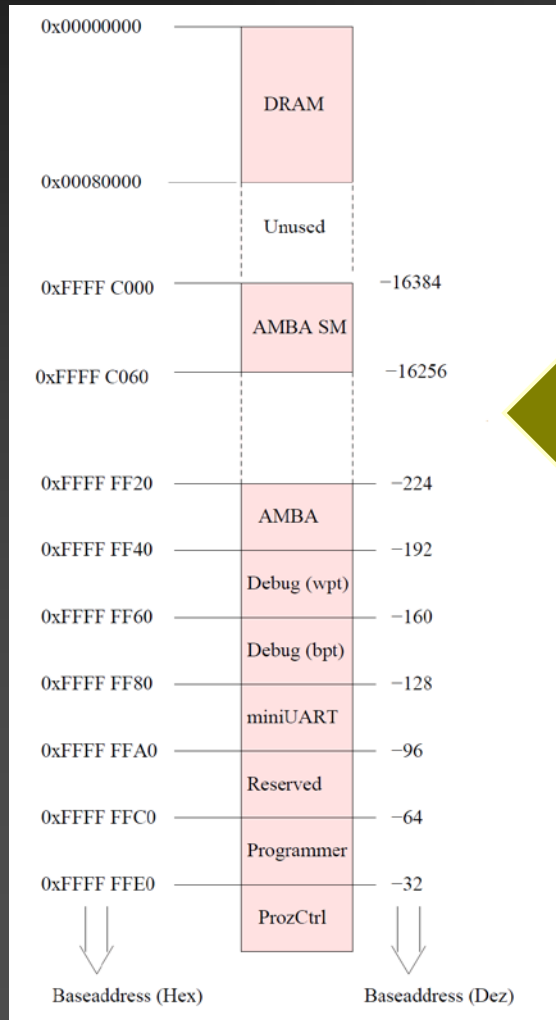 0x00000000
DRAM
0x00080000
Unused
0xFFFF C000
−16384
AMBA SM
0xFFFF C060
−16256
0xFFFF FF20
−224
AMBA
0xFFFF FF40
−192
Debug (wpt)
0xFFFF FF60
−160
Debug (bpt)
0xFFFF FF80
−128
miniUART
0xFFFF FFA0
−96
Reserved
0xFFFF FFC0
−64
Programmer
0xFFFF FFE0
−32
ProzCtrl
Baseaddress (Hex)
Baseaddress (Dez)